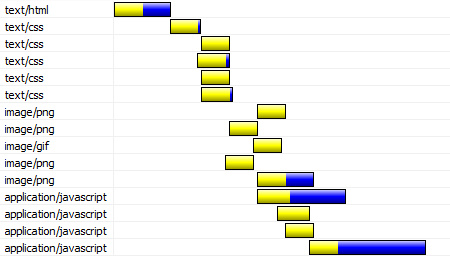 text/html
text/css
text/css
text/css
text/css
text/css
image/png
image/png
image/gif
image/png
image/png
application/javascript
application/javascript
application/javascript
application/javascript